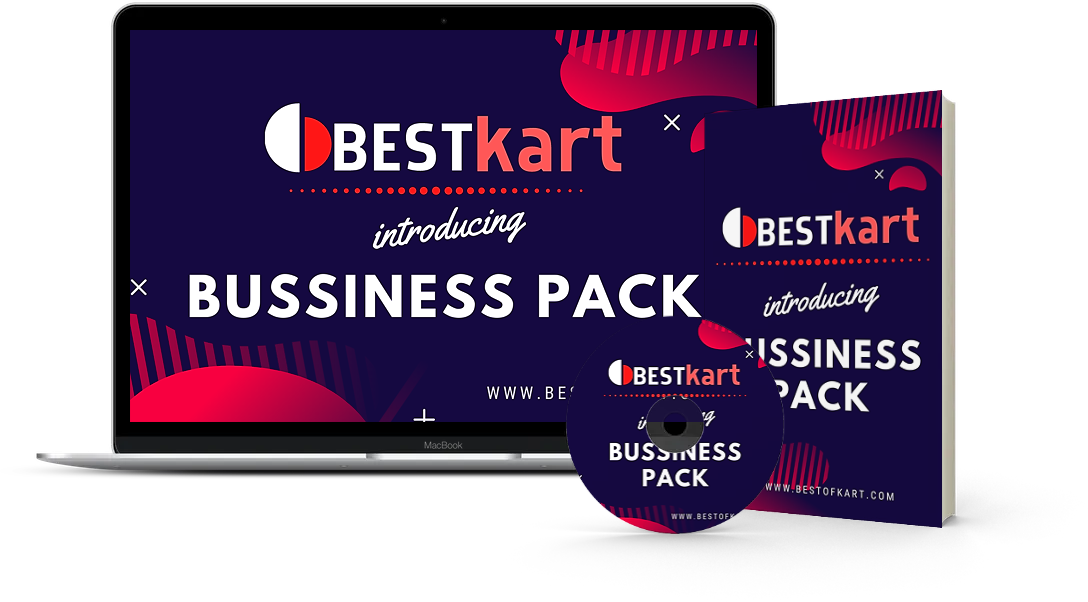 BESTkart
introducing
BUSSINESS PACK
WWW.BES
MacBook
BESTkart
introducing
USSINESS
PACK
WWW.BESTOFKART.COM
BESTkart
BUSSINESS
PACK
WWW.BESTOFK